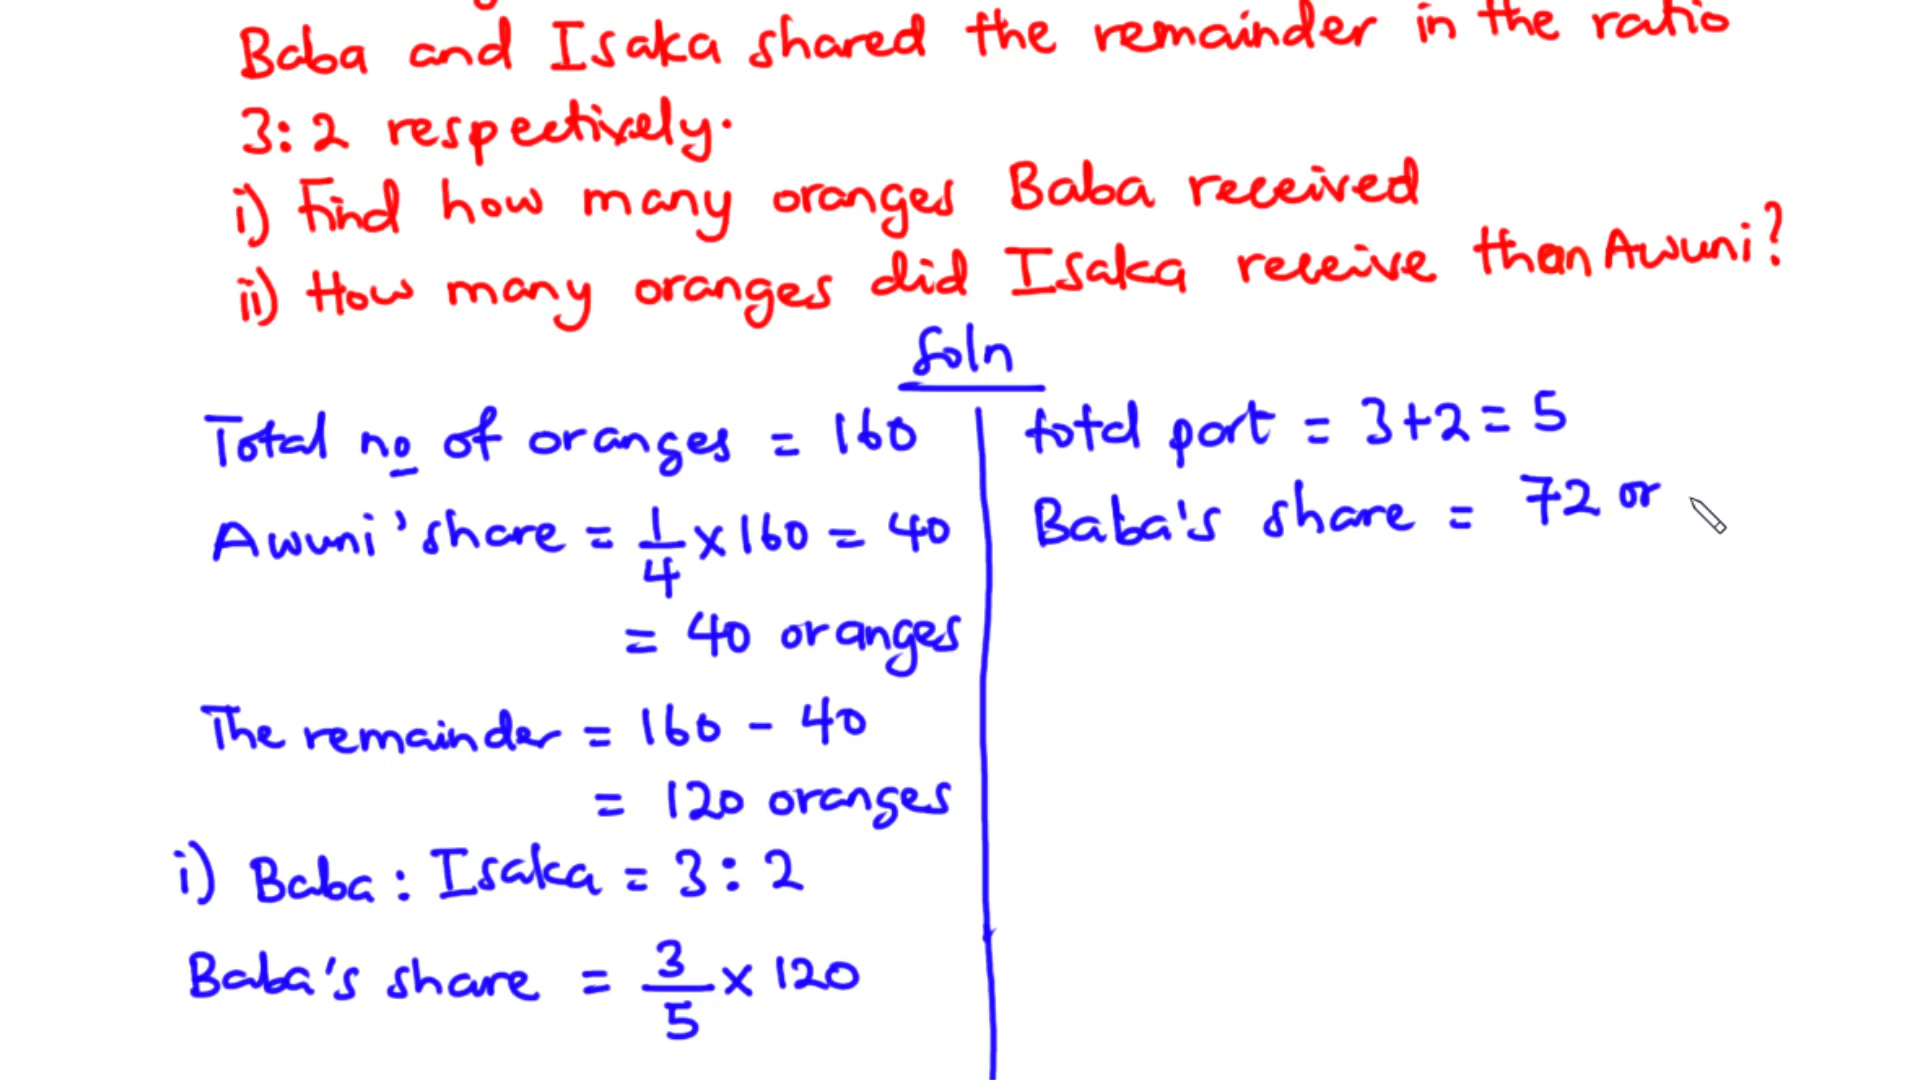 Baba and Isaka shared the remainder in the ratio
3:2 respectively.
i) Find how many oranges Baba received
ii) How many oranges did Isaka receive than Awuni?
Soln
Total no of oranges = 160
Awuni' share = 1/4 x 160 = 40
= 40 oranges
The remainder = 160 - 40
= 120 oranges
i) Baba : Isaka = 3 : 2
Baba's share = 3/5 x 120
total part = 3+2 = 5
Baba's share = 72 or